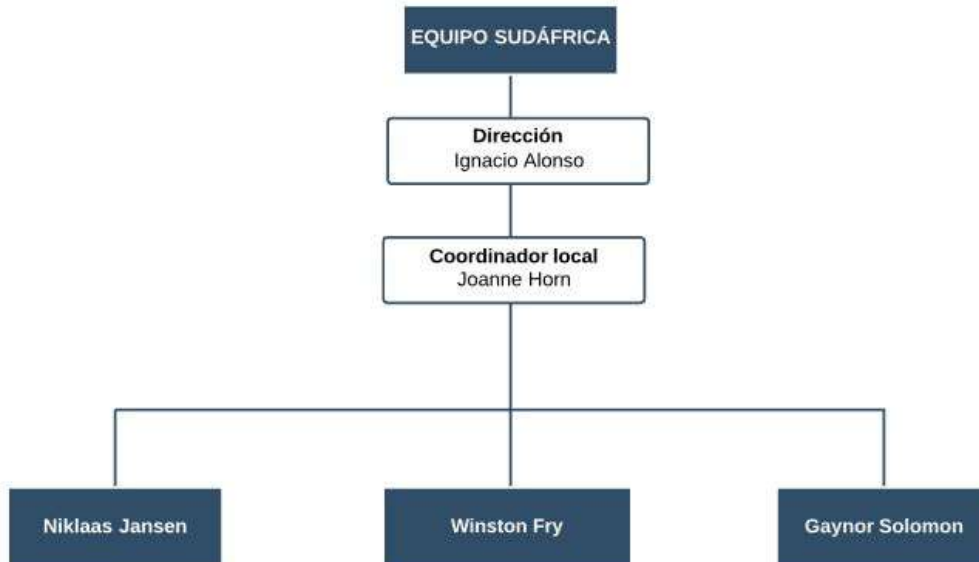 EQUIPO SUDÁFRICA
Dirección
Ignacio Alonso
Coordinador local
Joanne Horn
Niklaas Jansen
Winston Fry
Gaynor Solomon